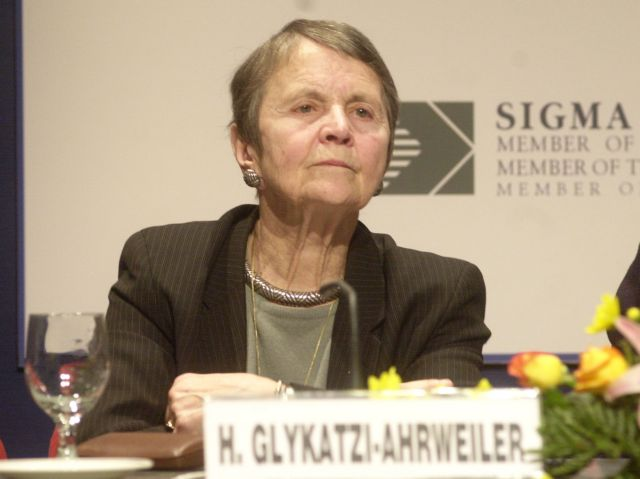 SIGMA
MEMBER OF
MEMBER OF T
MEMBER O
H. GLYKATZI-AHRWEILER